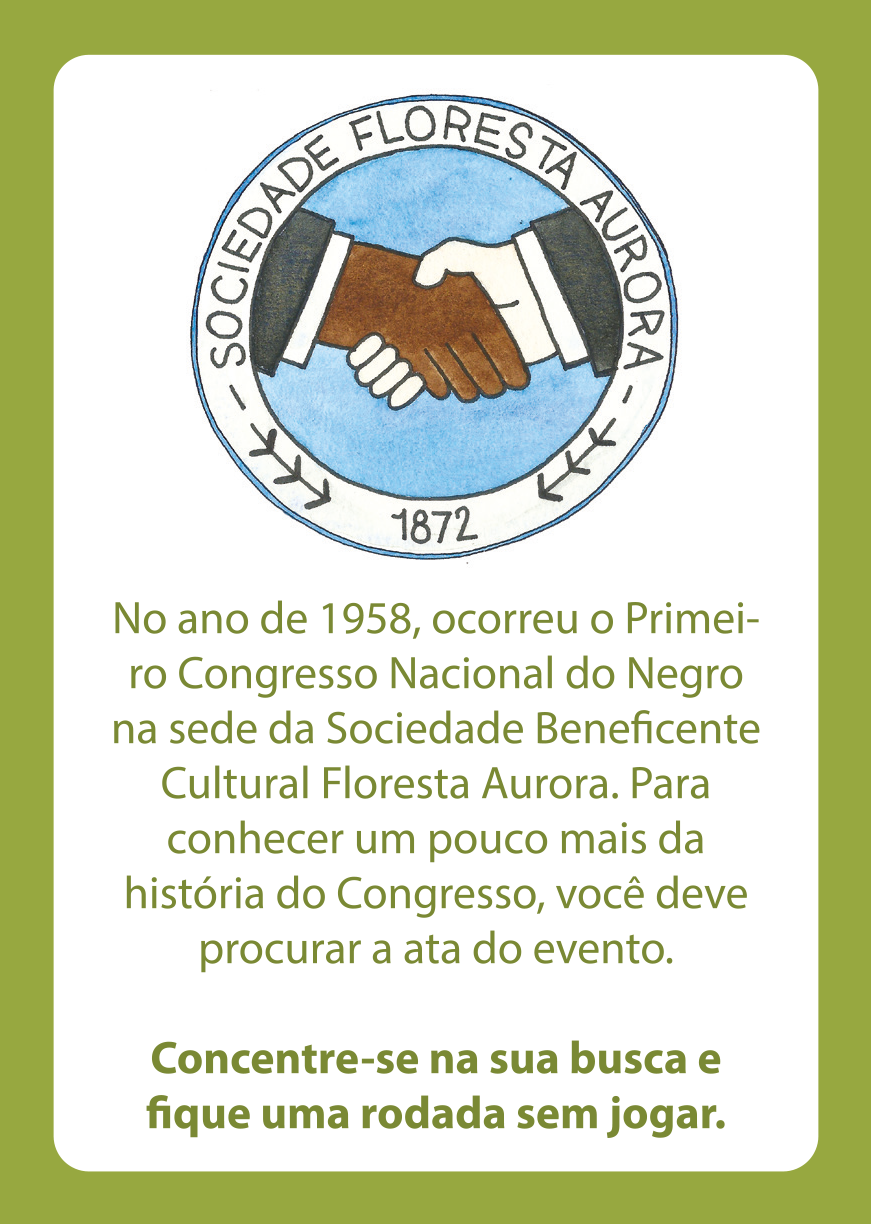 SOCIEDADE FLORESTA AURORA
1872
No ano de 1958, ocorreu o Primei-
ro Congresso Nacional do Negro
na sede da Sociedade Beneficente
Cultural Floresta Aurora. Para
conhecer um pouco mais da
história do Congresso, você deve
procurar a ata do evento.
Concentre-se na sua busca e
fique uma rodada sem jogar.